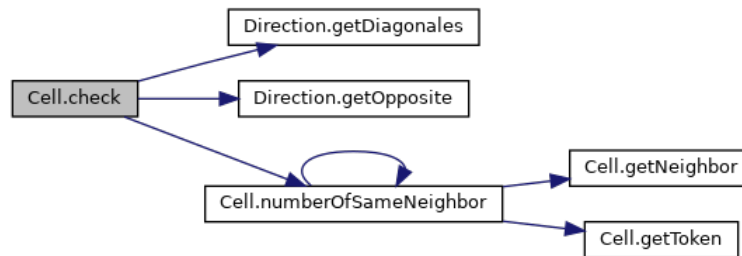 Direction.getDiagonales
Cell.check
Direction.getOpposite
Cell.getNeighbor
Cell.numberOfSameNeighbor
Cell.getToken